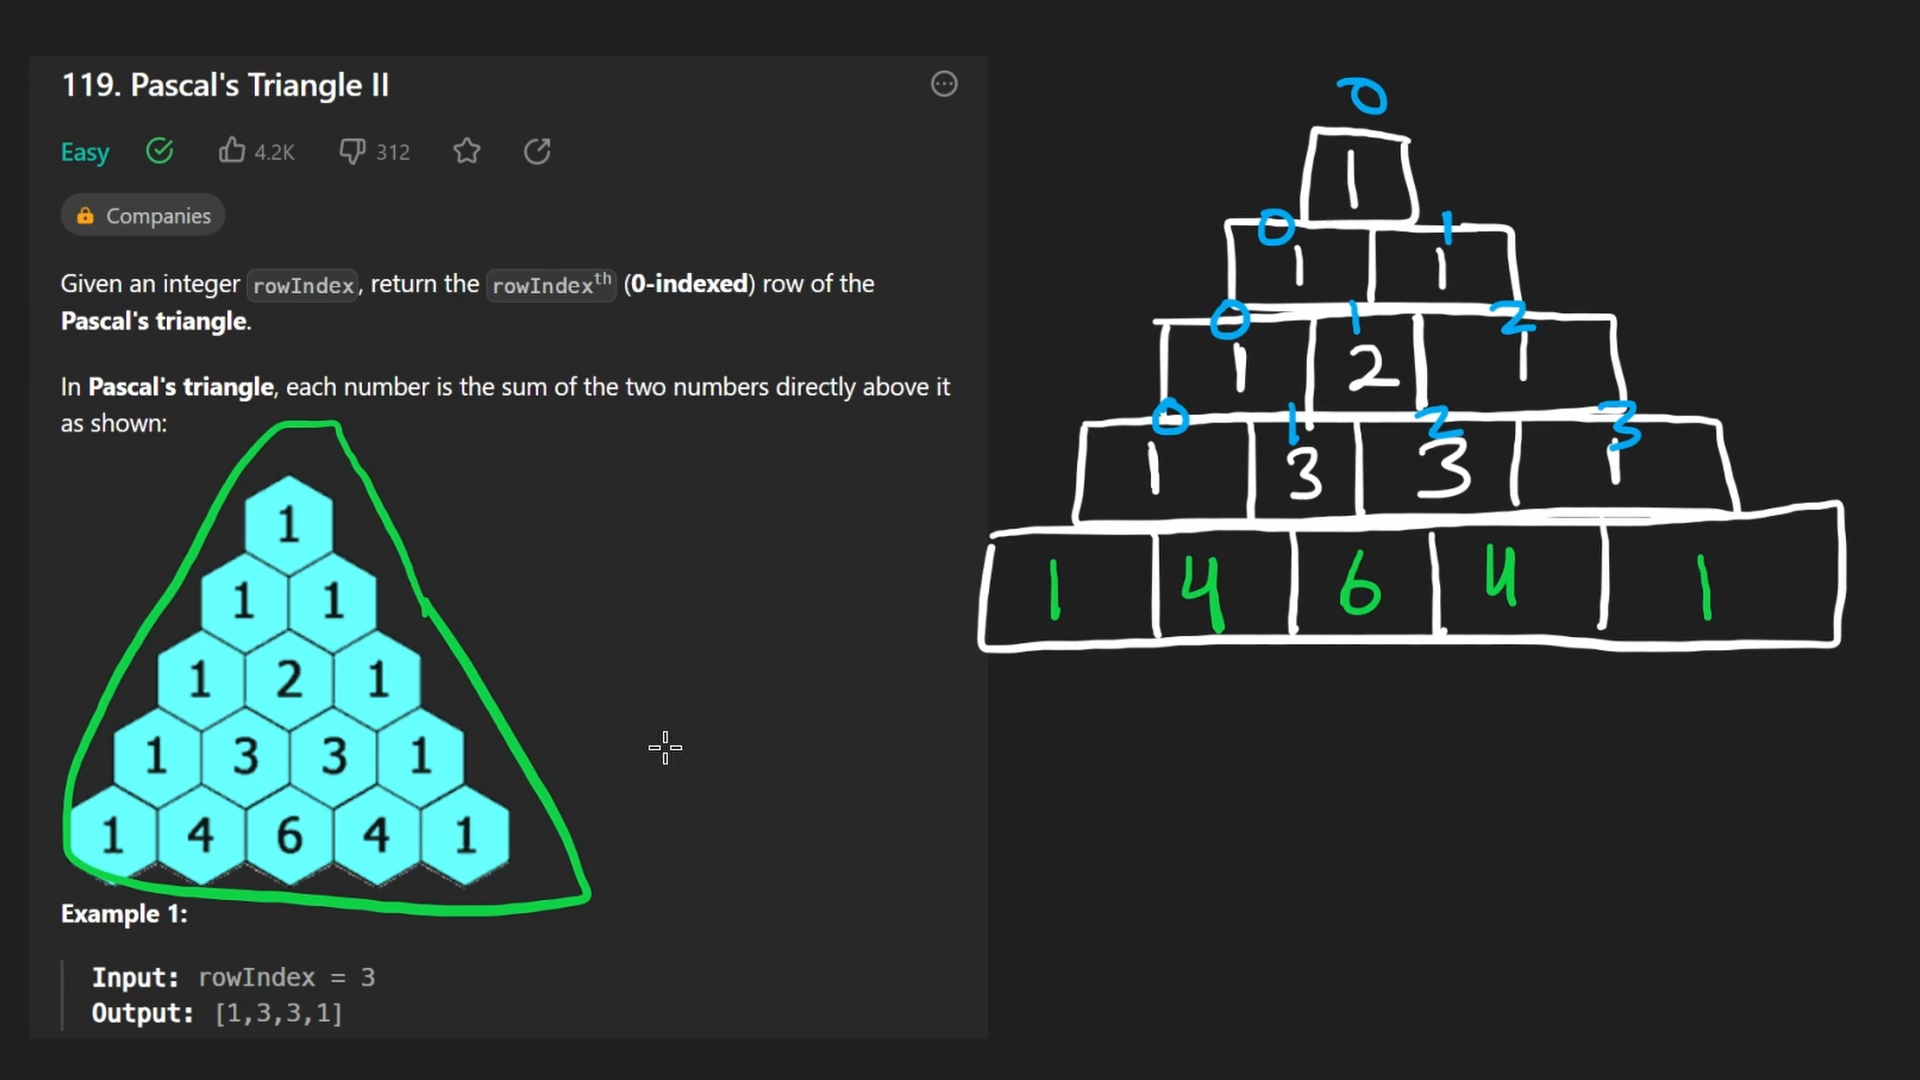 119. Pascal's Triangle II
Easy 4.2K 312
Companies
Given an integer rowIndex, return the rowIndexth (0-indexed) row of the
Pascal's triangle.
In Pascal's triangle, each number is the sum of the two numbers directly above it
as shown:
1
1 1
1 2 1
1 3 3 1
1 4 6 4 1
Example 1:
Input: rowIndex = 3
Output: [1,3,3,1]
0
1
0 1
1 1
0 1 2
1 2 1
0 1 2 3
1 3 3 1
1 4 6 4 1